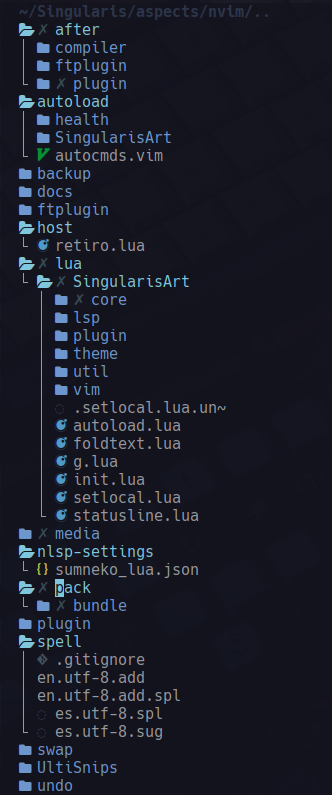 ~/Singularis/aspects/nvim/..
✗ after
compiler
ftplugin
✗ plugin
autoload
health
SingularisArt
autocmds.vim
backup
docs
ftplugin
host
retiro.lua
✗ lua
✗ SingularisArt
✗ core
lsp
plugin
theme
util
vim
.setlocal.lua.un~
autoload.lua
foldtext.lua
g.lua
init.lua
setlocal.lua
statusline.lua
✗ media
nlsp-settings
{} sumneko_lua.json
✗ pack
✗ bundle
plugin
spell
.gitignore
en.utf-8.add
en.utf-8.add.spl
es.utf-8.spl
es.utf-8.sug
swap
UltiSnips
undo